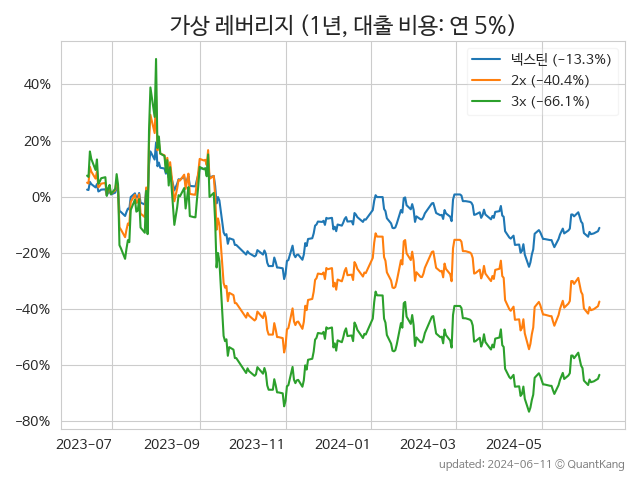 가상 레버리지 (1년, 대출 비용: 연 5%)
넥스틴 (-13.3%)
2x (-40.4%)
3x (-66.1%)
40%
20%
0%
-20%
-40%
-60%
-80%
2023-07
2023-09
2023-11
2024-01
2024-03
2024-05
updated: 2024-06-11 © QuantKang